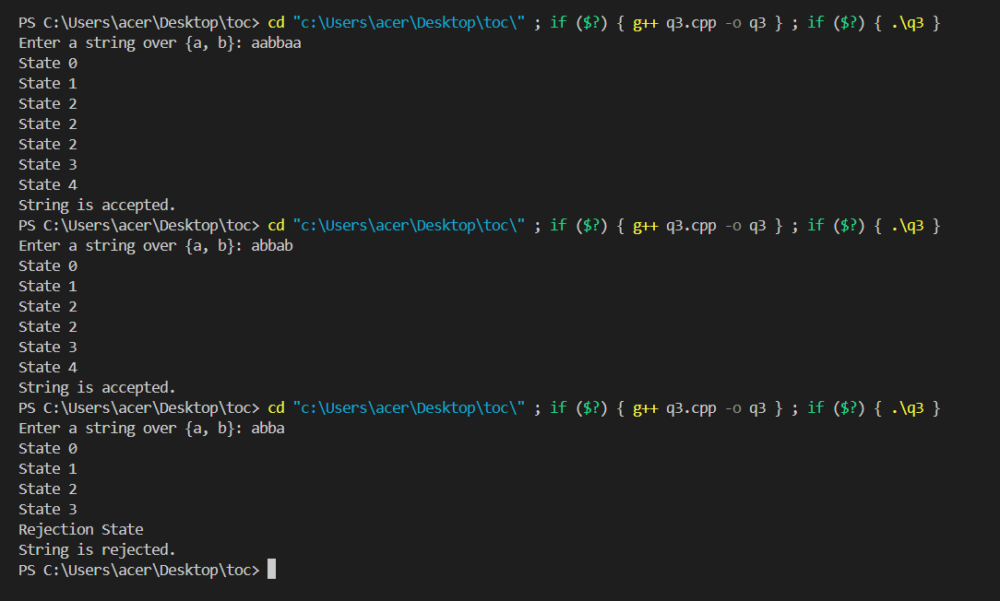 PS C:\Users\acer\Desktop\toc> cd "c:\Users\acer\Desktop\toc\" ; if ($?) { g++ q3.cpp -o q3 } ; if ($?) { .\q3 }
Enter a string over {a, b}: aabbaa
State 0
State 1
State 2
State 2
State 2
State 3
State 4
String is accepted.
PS C:\Users\acer\Desktop\toc> cd "c:\Users\acer\Desktop\toc\" ; if ($?) { g++ q3.cpp -o q3 } ; if ($?) { .\q3 }
Enter a string over {a, b}: abbab
State 0
State 1
State 2
State 2
State 3
State 4
String is accepted.
PS C:\Users\acer\Desktop\toc> cd "c:\Users\acer\Desktop\toc\" ; if ($?) { g++ q3.cpp -o q3 } ; if ($?) { .\q3 }
Enter a string over {a, b}: abba
State 0
State 1
State 2
State 3
Rejection State
String is rejected.
PS C:\Users\acer\Desktop\toc>